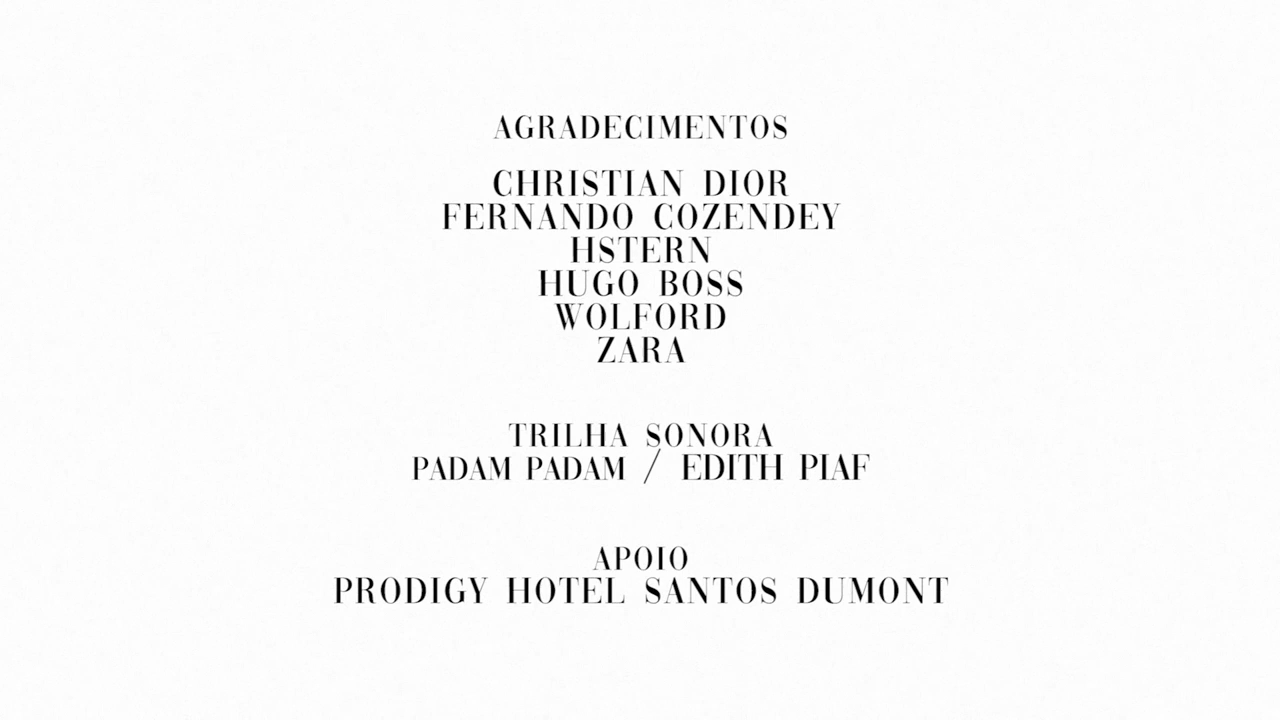 AGRADECIMENTOS
CHRISTIAN DIOR
FERNANDO COZENDEY
HSTERN
HUGO BOSS
WOLFORD
ZARA
TRILHA SONORA
PADAM PADAM / EDITH PIAF
APOIO
PRODIGY HOTEL SANTOS DUMONT